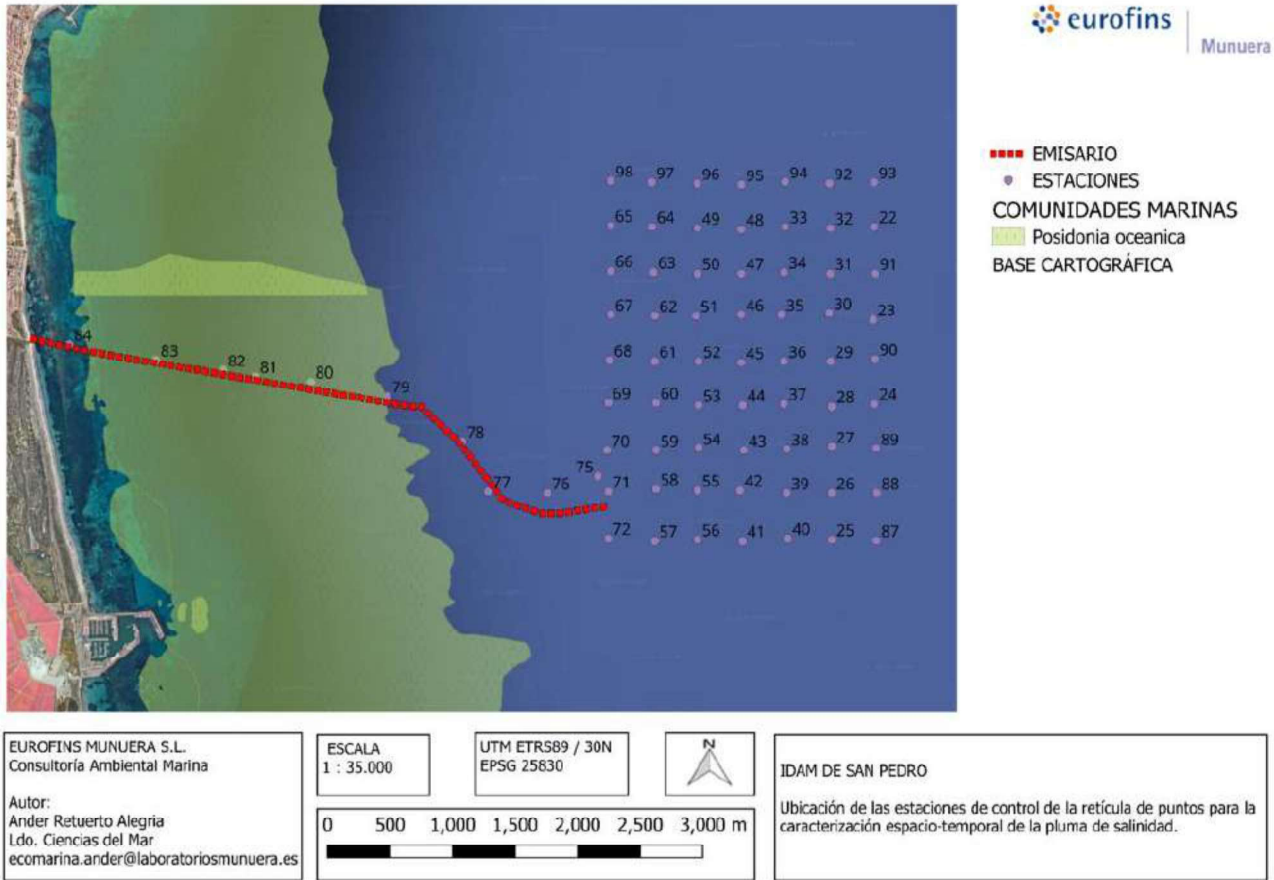 eurofins
Munuera
EMISARIO
ESTACIONES
COMUNIDADES MARINAS
Posidonia oceanica
BASE CARTOGRÁFICA
98 97 96 95 94 92 93
65 64 49 48 33 32 22
66 63 50 47 34 31 91
67 62 51 46 35 30 23
84 83 82 81 80 79
68 61 52 45 36 29 90
69 60 53 44 37 28 24
78 70 59 54 43 38 27 89
77 76 75 71 58 55 42 39 26 88
72 57 56 41 40 25 87
EUROFINS MUNUERA S.L.
Consultoría Ambiental Marina
Autor:
Ander Retuerto Alegria
Ldo. Ciencias del Mar
ecomarina.ander@laboratoriosmunuera.es
ESCALA
1 : 35.000
UTM ETRS89 / 30N
EPSG 25830
N
0 500 1,000 1,500 2,000 2,500 3,000 m
IDAM DE SAN PEDRO
Ubicación de las estaciones de control de la retícula de puntos para la
caracterización espacio-temporal de la pluma de salinidad.